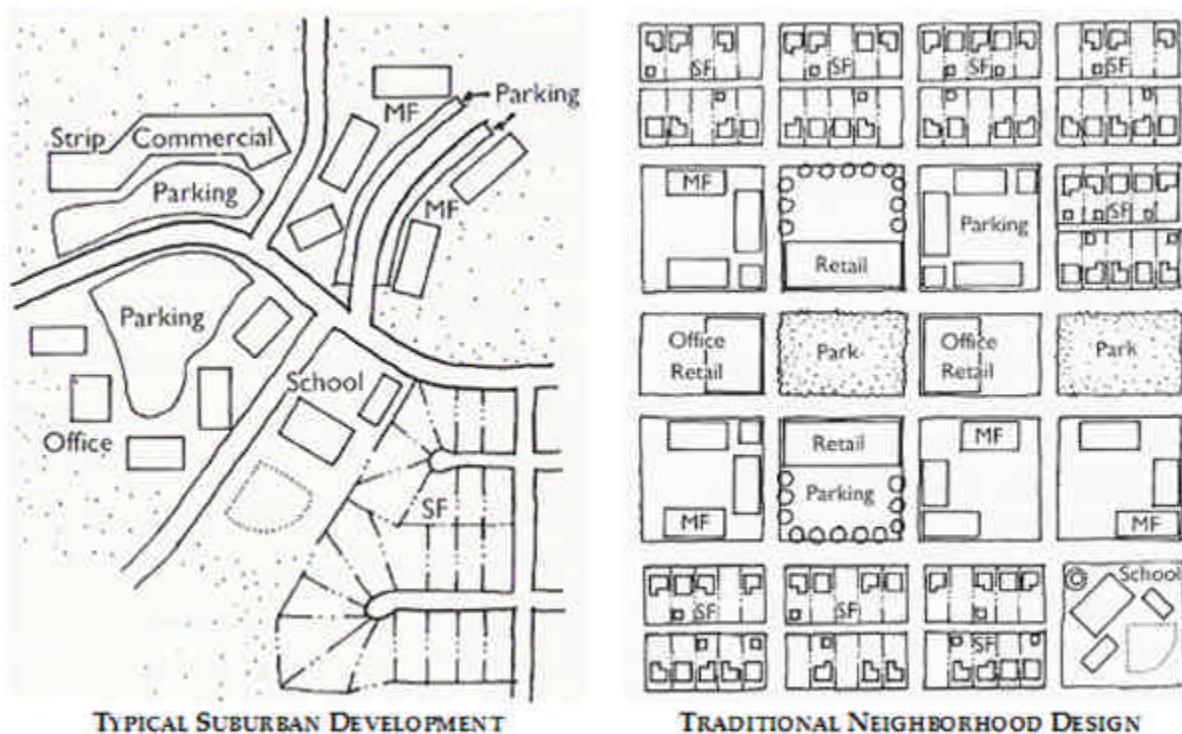 MF
Parking
Strip Commercial
Parking
MF
Parking
School
Office
SF
TYPICAL SUBURBAN DEVELOPMENT
SF
SF
SF
SF
MF
Retail
Parking
SF
Office
Retail
Park
Office
Retail
Park
MF
Retail
Parking
MF
MF
SF
SF
SF
School
TRADITIONAL NEIGHBORHOOD DESIGN